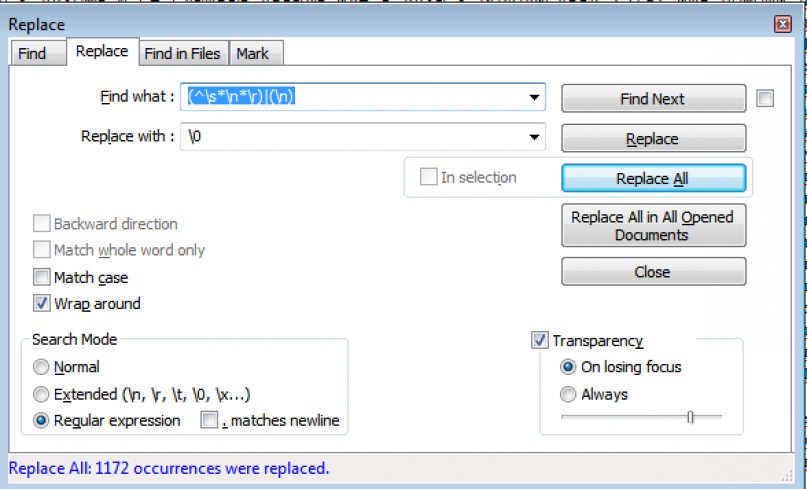 Replace
Find Replace Find in Files Mark
Find what : (^\s*\n*\r)|(\n) Find Next
Replace with : \0 Replace
In selection Replace All
Replace All in All Opened
Documents
Backward direction
Match whole word only
Close
Match case
Wrap around
Search Mode
Transparency
Normal
On losing focus
Extended (\n, \r, \t, \0, \x...)
Always
Regular expression . matches newline
Replace All: 1172 occurrences were replaced.